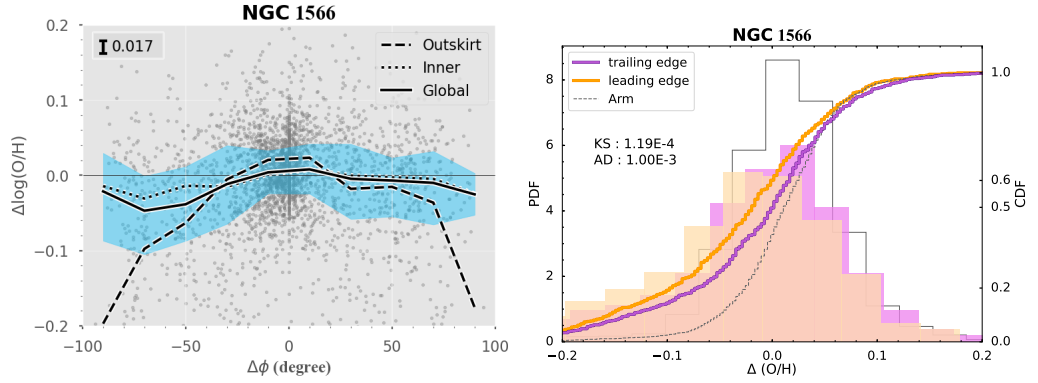 NGC 1566
0.017
Outskirt
Inner
Global
0.2
0.1
0.0
−0.1
−0.2
Δlog(O/H)
−100
−50
0
50
100
Δϕ (degree)
NGC 1566
trailing edge
leading edge
Arm
KS : 1.19E-4
AD : 1.00E-3
8
6
4
2
0
PDF
1.0
0.6
0.5
0.2
0.0
CDF
−0.2
−0.1
0.0
0.1
0.2
Δ (O/H)